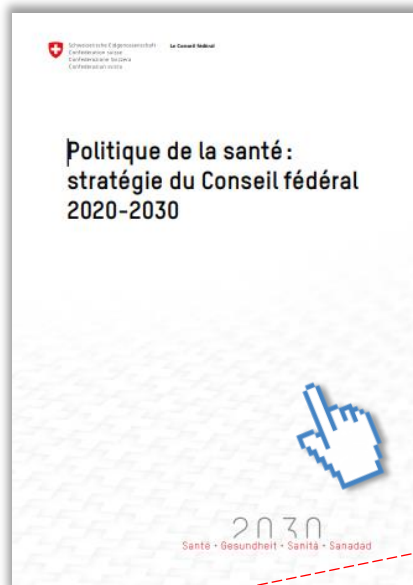 Schweizerische Eidgenossenschaft
Confédération suisse
Confederazione Svizzera
Confederaziun svizra
Le Conseil fédéral
Politique de la santé :
stratégie du Conseil fédéral
2020-2030
2030
Santé • Gesundheit • Sanità • Sanadad